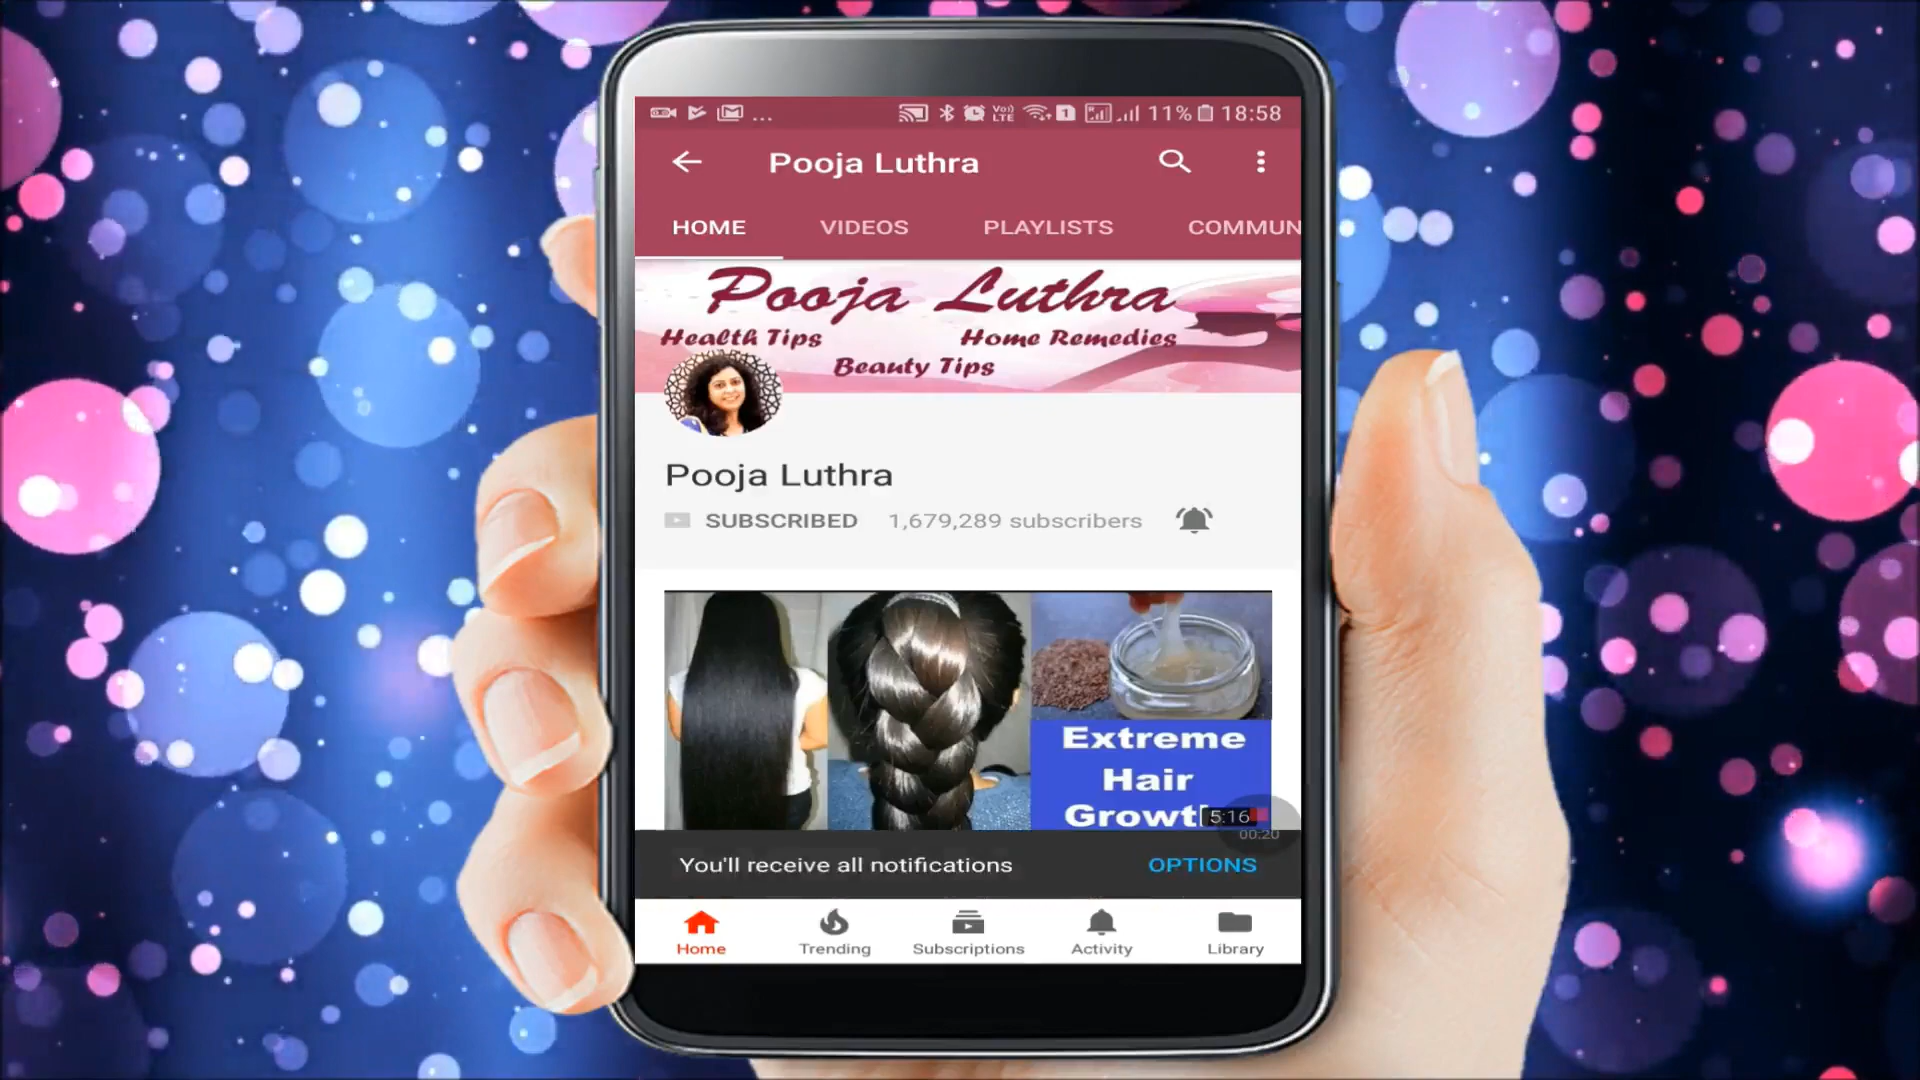 ... VoLTE 1 11% 18:58
Pooja Luthra
HOME VIDEOS PLAYLISTS COMMUN
Pooja Luthra
Health Tips Home Remedies
Beauty Tips
Pooja Luthra
SUBSCRIBED 1,679,289 subscribers
Extreme
Hair
Growt
5:16
00:20
You'll receive all notifications OPTIONS
Home Trending Subscriptions Activity Library